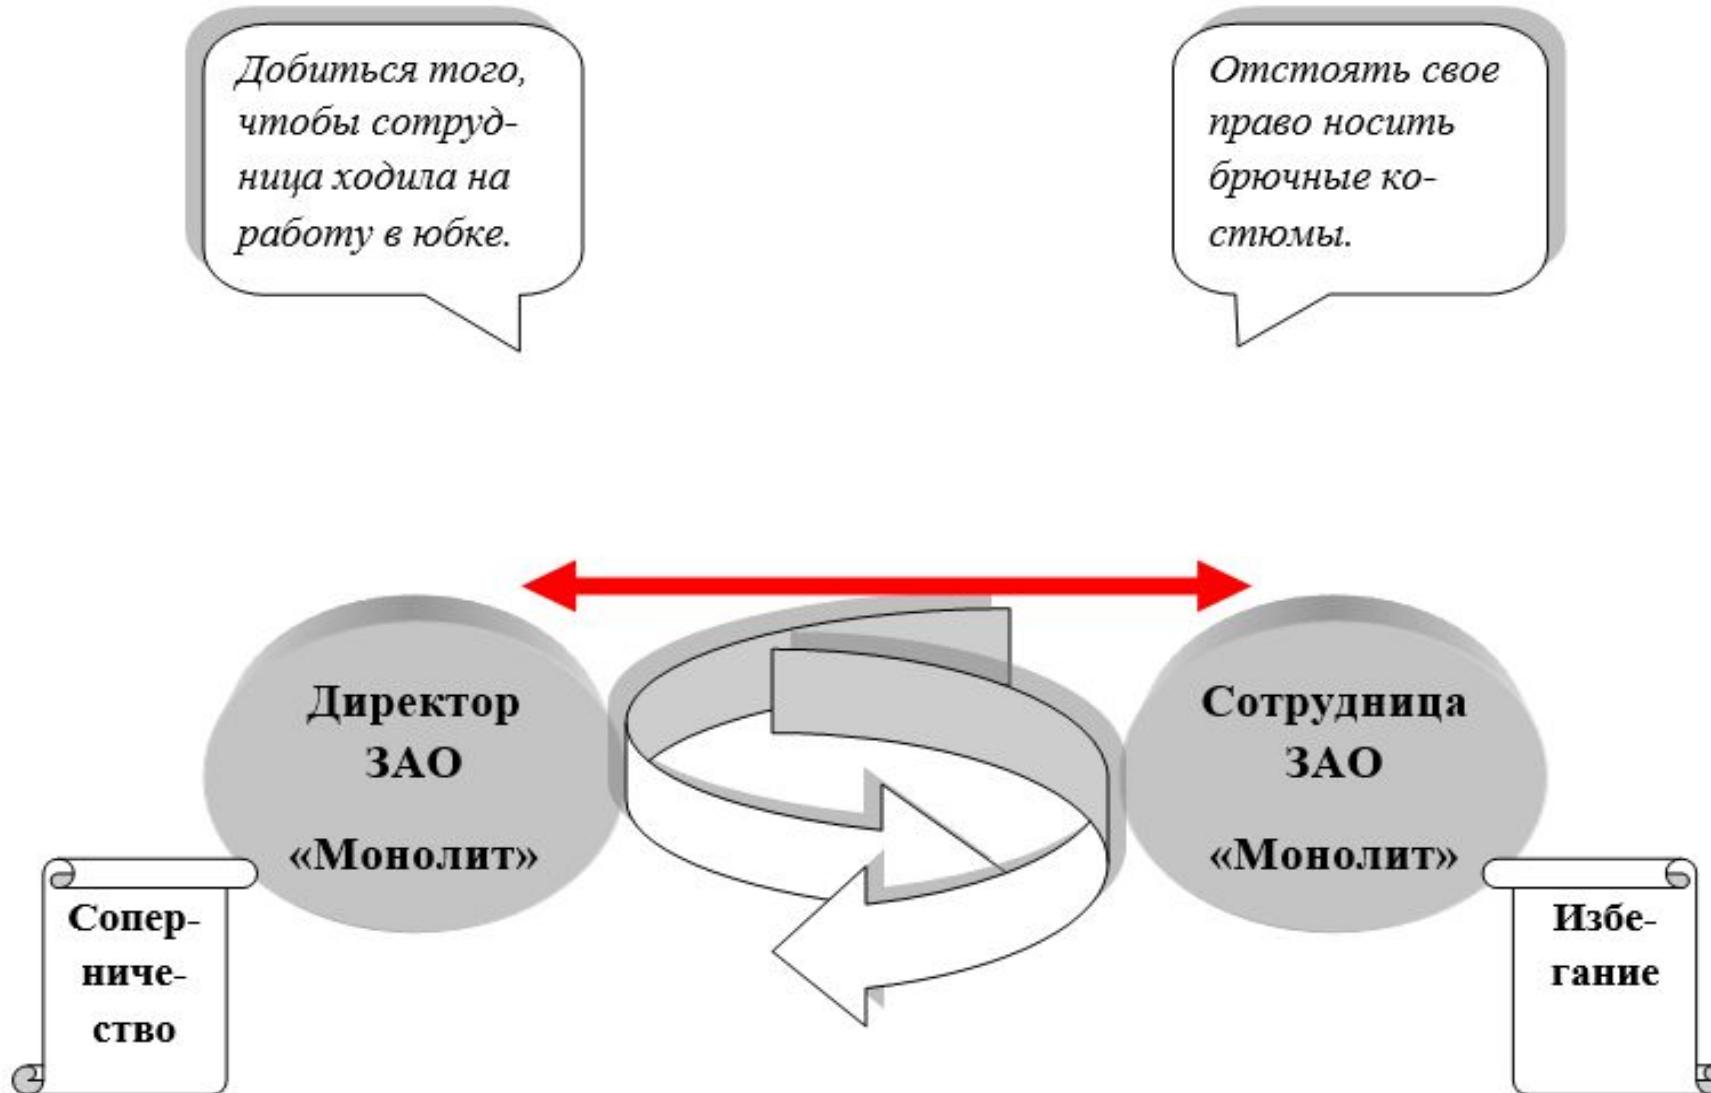 Добиться того,
чтобы сотруд-
ница ходила на
работу в юбке.
Отстоять свое
право носить
брючные ко-
стюмы.
Директор
ЗАО
«Монолит»
Сотрудница
ЗАО
«Монолит»
Сопер-
ниче-
ство
Избе-
гание